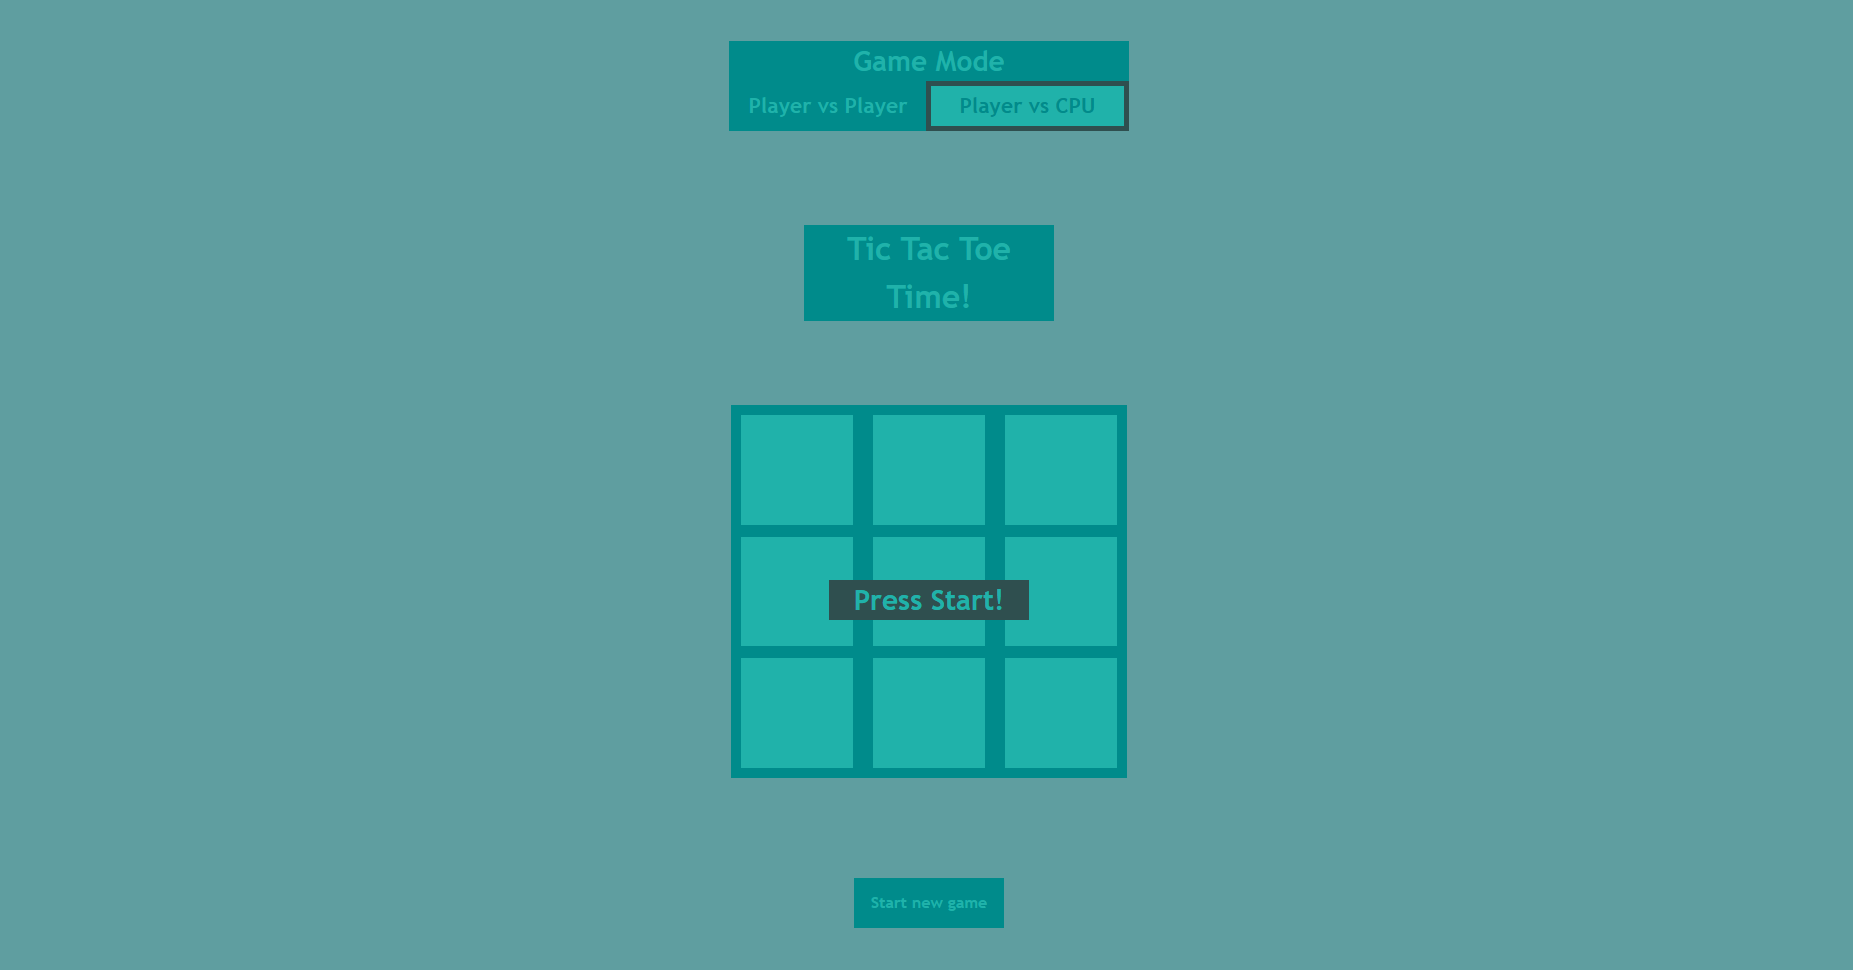 Game Mode
Player vs Player
Player vs CPU
Tic Tac Toe
Time!
Press Start!
Start new game